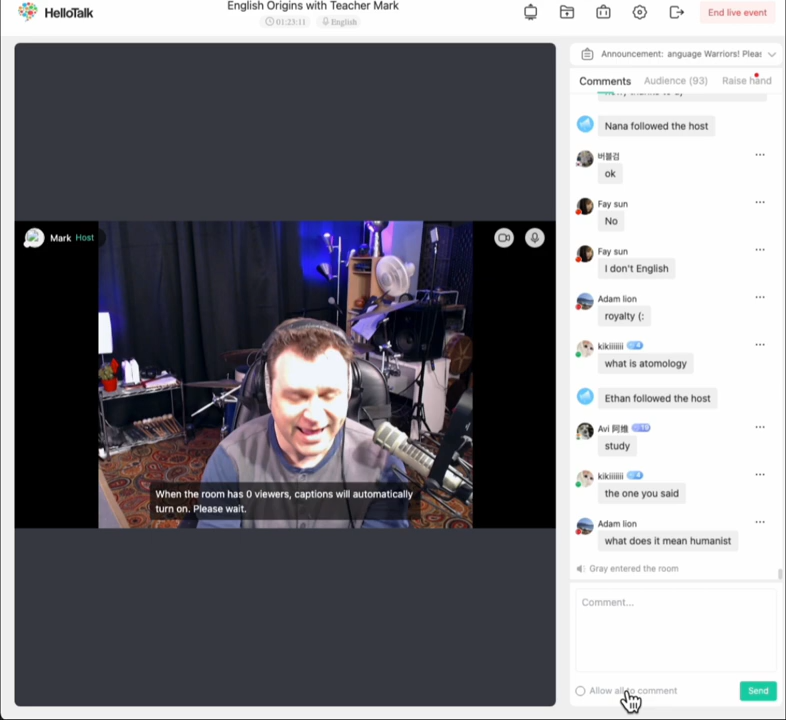 English Origins with Teacher Mark
HelloTalk
01:23:11
English
End live event
Announcement: anguage Warriors! Pleas
Comments
Audience (93)
Raise hand
Nana followed the host
버블검
ok
Fay sun
No
Fay sun
I don't English
Adam lion
royalty (:
kikiiiiiii
what is atomology
Ethan followed the host
Avi 阿维
study
kikiiiiiii
the one you said
Adam lion
what does it mean humanist
Gray entered the room
Comment...
Allow all to comment
Send
Mark Host
When the room has 0 viewers, captions will automatically
turn on. Please wait.